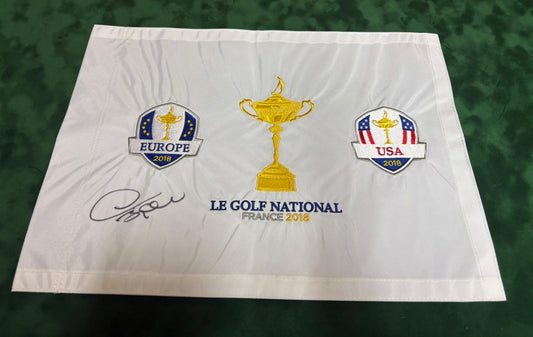 EUROPE
2018
USA
2018
LE GOLF NATIONAL
FRANCE 2018